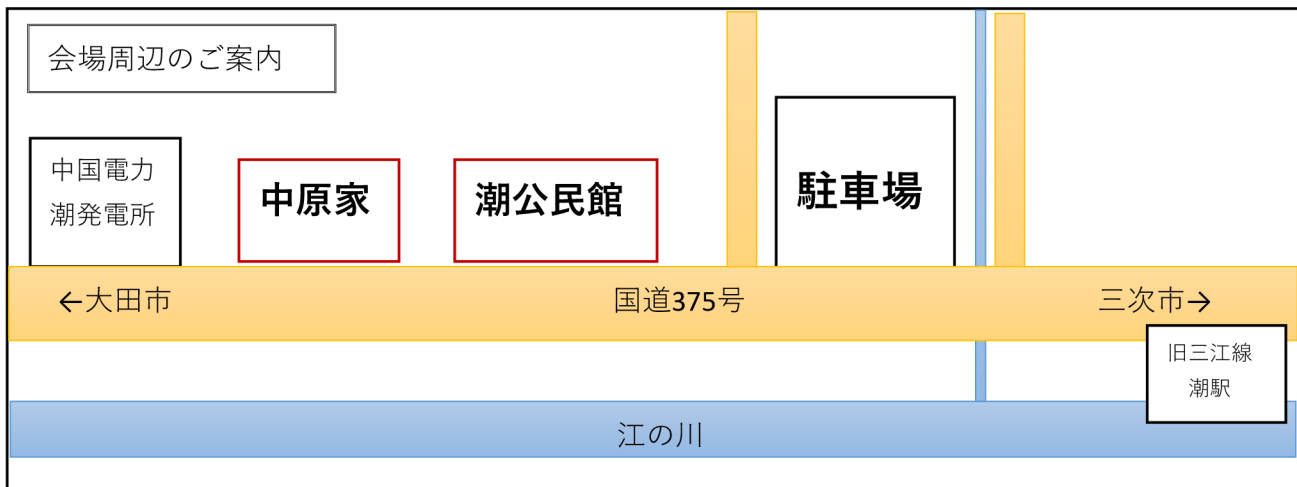 会場周辺のご案内
中国電力
潮発電所
中原家
潮公民館
駐車場
←大田市
国道375号
三次市→
旧三江線
潮駅
江の川